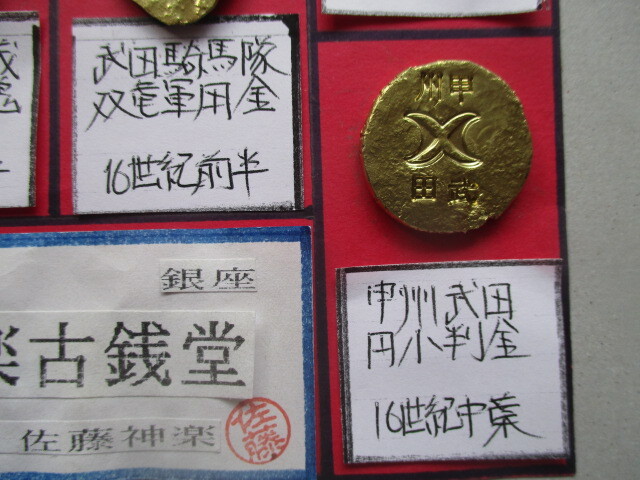 武田騎馬隊
双竜軍用金
16世紀前半
甲州
武田
甲州武田
円小判金
16世紀中葉
銀座
楽古銭堂
佐藤神楽
佐藤